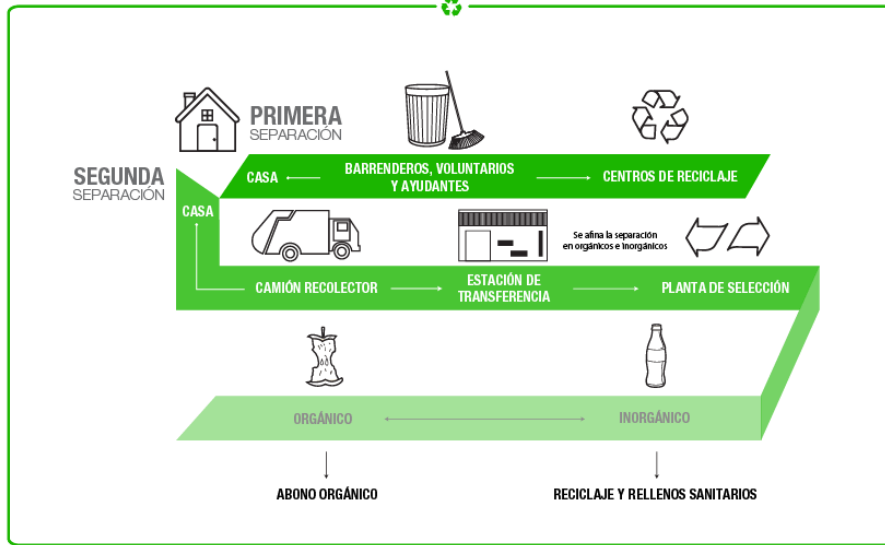 PRIMERA
SEPARACIÓN
CASA
BARRENDEROS, VOLUNTARIOS
Y AYUDANTES
CENTROS DE RECICLAJE
SEGUNDA
SEPARACIÓN
CASA
Se afina la separación
en orgánicos e inorgánicos
CAMIÓN RECOLECTOR
ESTACIÓN DE
TRANSFERENCIA
PLANTA DE SELECCIÓN
ORGÁNICO
INORGÁNICO
ABONO ORGÁNICO
RECICLAJE Y RELLENOS SANITARIOS